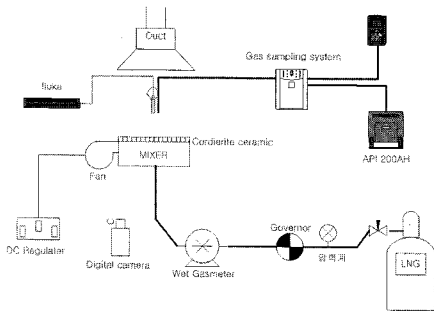 Duct
Gas sampling system
fluke
Cordierite ceramic
MIXER
API 200AH
Fan
Governor
DC Regulater
Digital camera
압력계
Wet Gasmeter
LNG